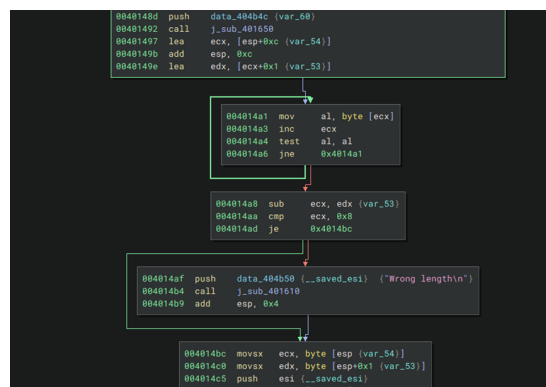 0040148d push data_404b4c {var_60}
00401492 call j_sub_401650
00401497 lea ecx, [esp+0xc {var_54}]
0040149b add esp, 0xc
0040149e lea edx, [ecx+0x1 {var_53}]
004014a1 mov al, byte [ecx]
004014a3 inc ecx
004014a4 test al, al
004014a6 jne 0x4014a1
004014a8 sub ecx, edx {var_53}
004014aa cmp ecx, 0x8
004014ad je 0x4014bc
004014af push data_404b50 {__saved_esi} {"Wrong length\n"}
004014b4 call j_sub_401610
004014b9 add esp, 0x4
004014bc movsx ecx, byte [esp {var_54}]
004014c0 movsx edx, byte [esp+0x1 {var_53}]
004014c5 push esi {__saved_esi}